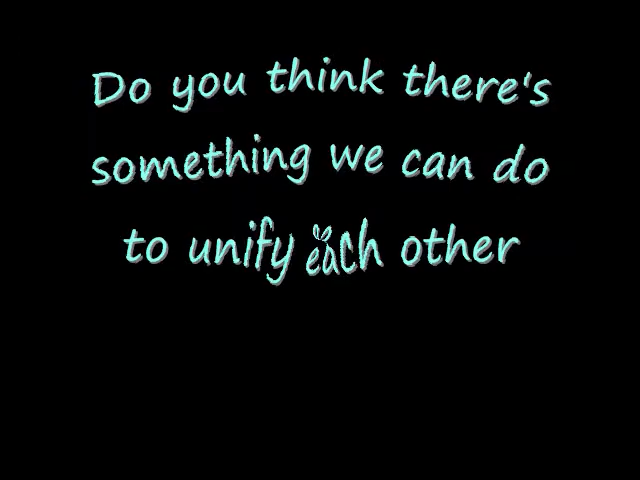 Do you think there's
something we can do
to unify each other